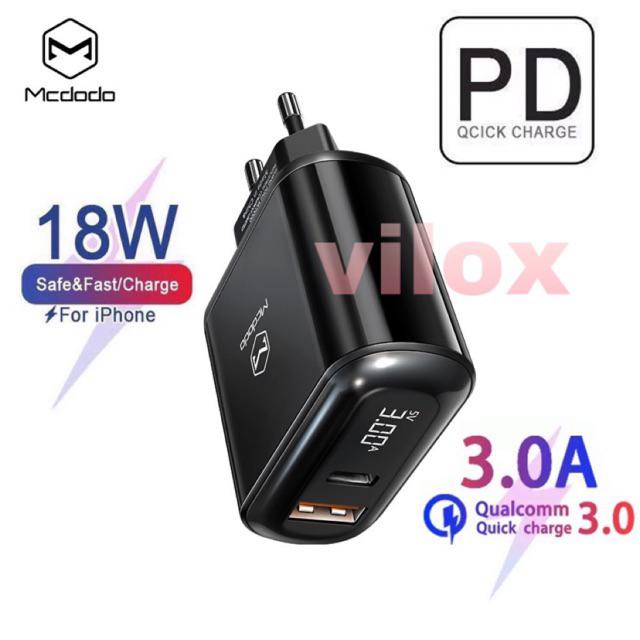 Mcdodo
PD
QCICK CHARGE
18W
Safe&Fast/Charge
For iPhone
vilox
Mcdodo
5V
3.00A
3.0A
Qualcomm
Quick charge 3.0